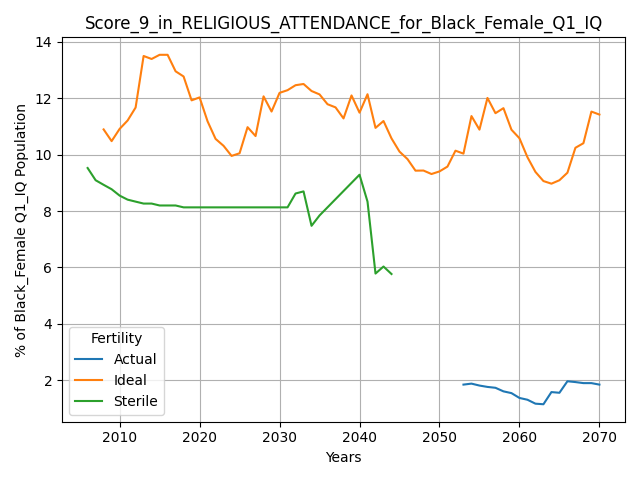 Score_9_in_RELIGIOUS_ATTENDANCE_for_Black_Female_Q1_IQ
% of Black_Female Q1_IQ Population
14
12
10
8
6
4
2
Fertility
Actual
Ideal
Sterile
2010 2020 2030 2040 2050 2060 2070
Years